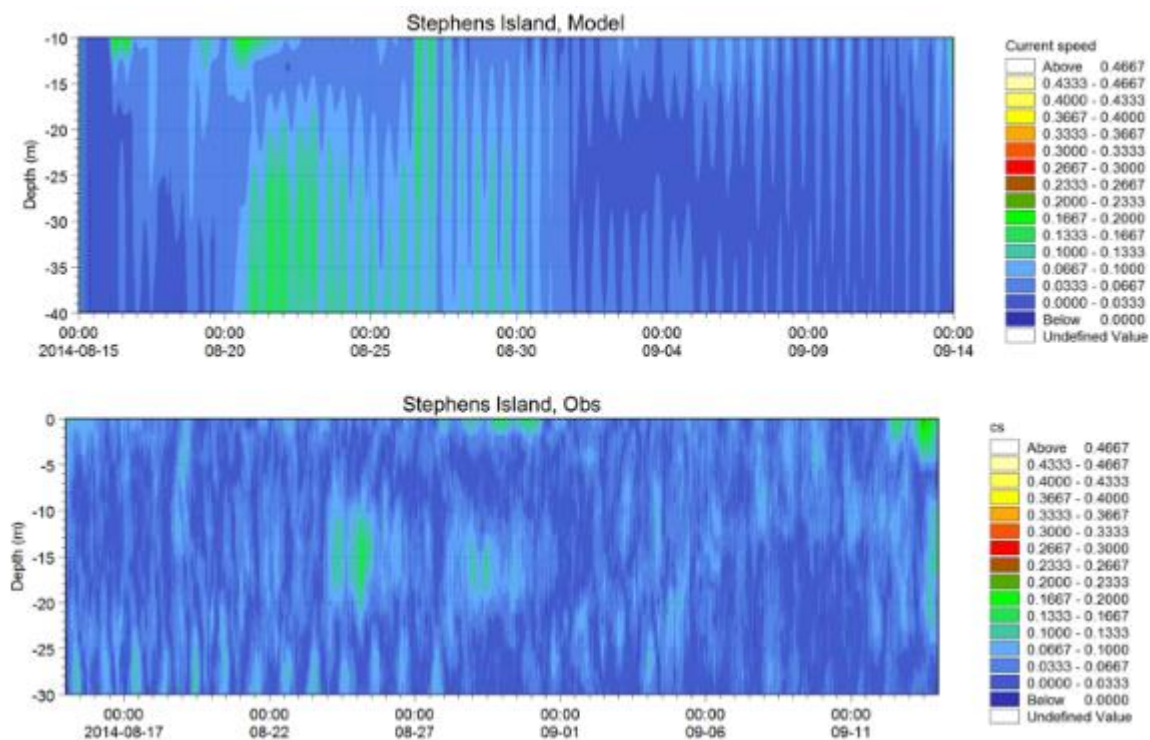 Stephens Island, Model
Current speed
Above 0.4667
0.4333 - 0.4667
0.4000 - 0.4333
0.3667 - 0.4000
0.3333 - 0.3667
0.3000 - 0.3333
0.2667 - 0.3000
0.2333 - 0.2667
0.2000 - 0.2333
0.1667 - 0.2000
0.1333 - 0.1667
0.1000 - 0.1333
0.0667 - 0.1000
0.0333 - 0.0667
0.0000 - 0.0333
Below 0.0000
Undefined Value
Depth (m)
-10
-15
-20
-25
-30
-35
-40
00:00 00:00 00:00 00:00 00:00 00:00 00:00
2014-08-15 08-20 08-25 08-30 09-04 09-09 09-14
Stephens Island, Obs
cs
Above 0.4667
0.4333 - 0.4667
0.4000 - 0.4333
0.3667 - 0.4000
0.3333 - 0.3667
0.3000 - 0.3333
0.2667 - 0.3000
0.2333 - 0.2667
0.2000 - 0.2333
0.1667 - 0.2000
0.1333 - 0.1667
0.1000 - 0.1333
0.0667 - 0.1000
0.0333 - 0.0667
0.0000 - 0.0333
Below 0.0000
Undefined Value
Depth (m)
0
-5
-10
-15
-20
-25
-30
00:00 00:00 00:00 00:00 00:00 00:00
2014-08-17 08-22 08-27 09-01 09-06 09-11